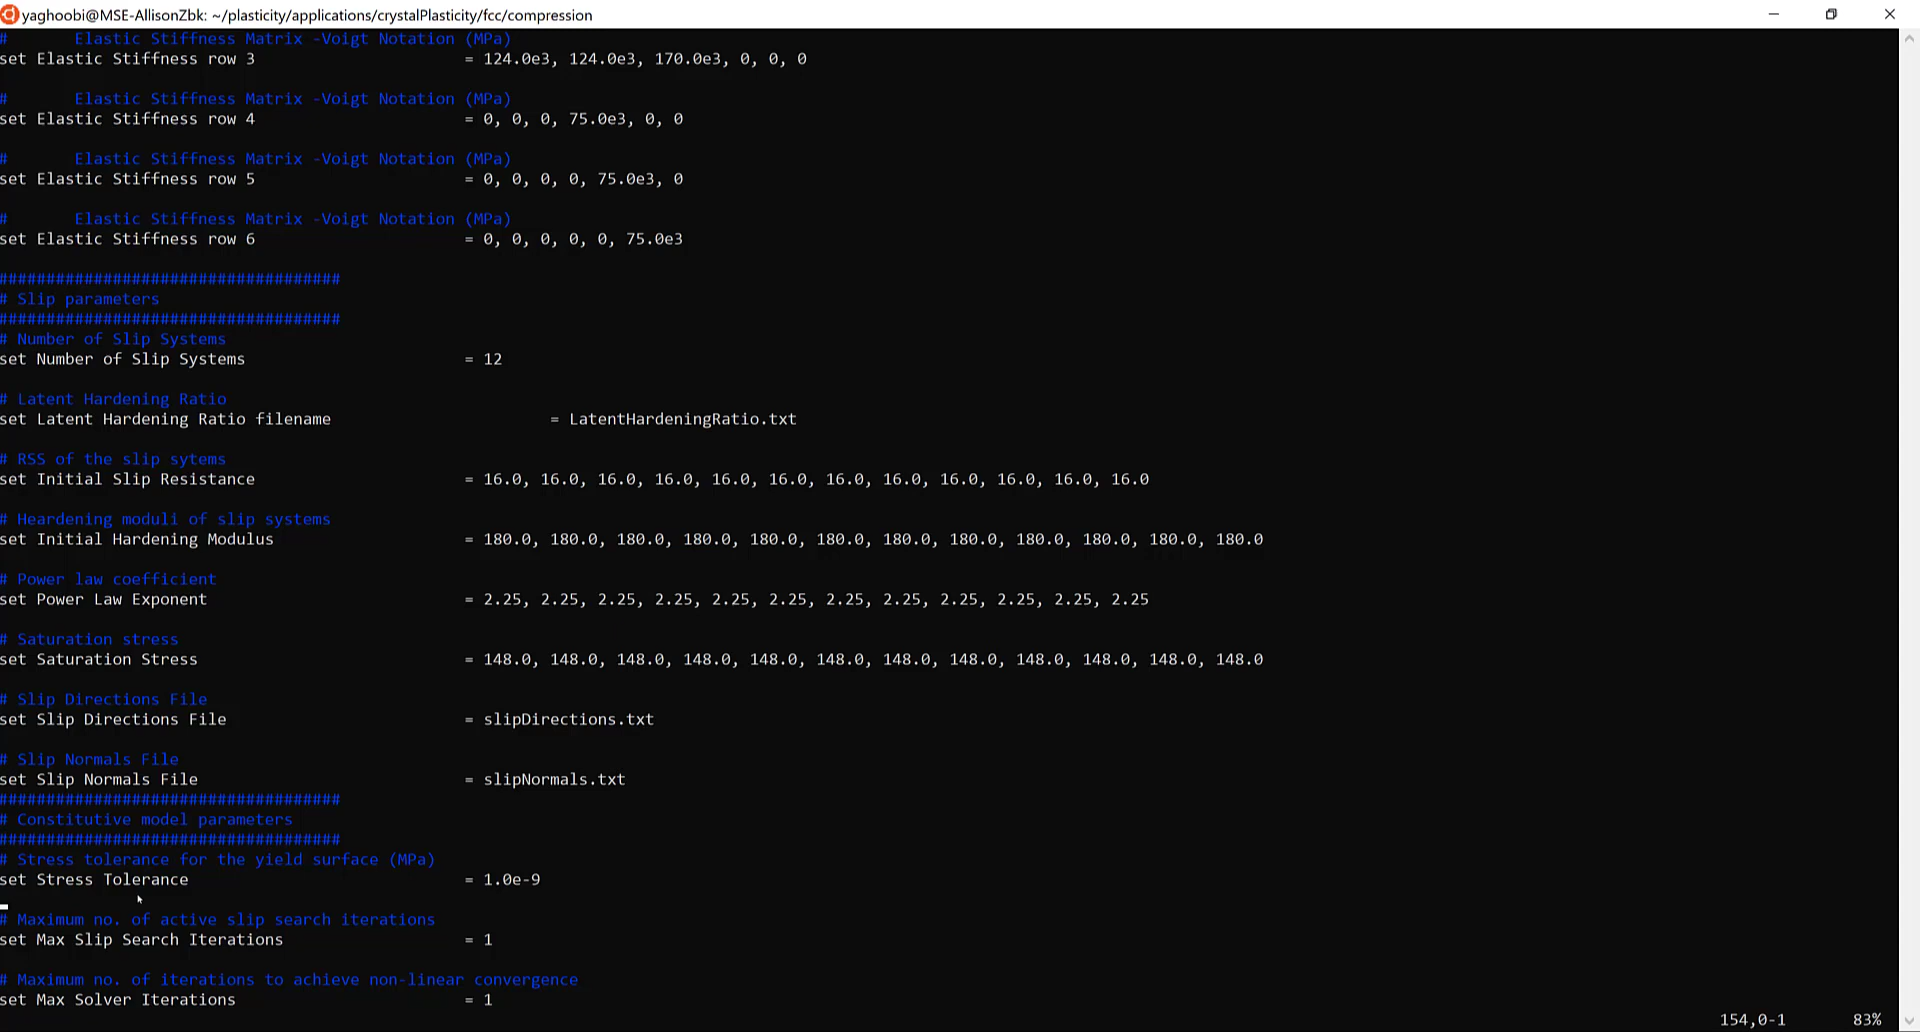 yaghoobi@MSE-AllisonZbk: ~/plasticity/applications/crystalPlasticity/fcc/compression
#       Elastic Stiffness Matrix -Voigt Notation (MPa)
set Elastic Stiffness row 3                      = 124.0e3, 124.0e3, 170.0e3, 0, 0, 0
#       Elastic Stiffness Matrix -Voigt Notation (MPa)
set Elastic Stiffness row 4                      = 0, 0, 0, 75.0e3, 0, 0
#       Elastic Stiffness Matrix -Voigt Notation (MPa)
set Elastic Stiffness row 5                      = 0, 0, 0, 0, 75.0e3, 0
#       Elastic Stiffness Matrix -Voigt Notation (MPa)
set Elastic Stiffness row 6                      = 0, 0, 0, 0, 0, 75.0e3
####################################
# Slip parameters
####################################
# Number of Slip Systems
set Number of Slip Systems                       = 12
# Latent Hardening Ratio
set Latent Hardening Ratio filename                       = LatentHardeningRatio.txt
# RSS of the slip sytems
set Initial Slip Resistance                      = 16.0, 16.0, 16.0, 16.0, 16.0, 16.0, 16.0, 16.0, 16.0, 16.0, 16.0, 16.0
# Heardening moduli of slip systems
set Initial Hardening Modulus                    = 180.0, 180.0, 180.0, 180.0, 180.0, 180.0, 180.0, 180.0, 180.0, 180.0, 180.0, 180.0
# Power law coefficient
set Power Law Exponent                           = 2.25, 2.25, 2.25, 2.25, 2.25, 2.25, 2.25, 2.25, 2.25, 2.25, 2.25, 2.25
# Saturation stress
set Saturation Stress                            = 148.0, 148.0, 148.0, 148.0, 148.0, 148.0, 148.0, 148.0, 148.0, 148.0, 148.0, 148.0
# Slip Directions File
set Slip Directions File                         = slipDirections.txt
# Slip Normals File
set Slip Normals File                            = slipNormals.txt
####################################
# Constitutive model parameters
####################################
# Stress tolerance for the yield surface (MPa)
set Stress Tolerance                             = 1.0e-9
# Maximum no. of active slip search iterations
set Max Slip Search Iterations                   = 1
# Maximum no. of iterations to achieve non-linear convergence
set Max Solver Iterations                        = 1
154,0-1       83%